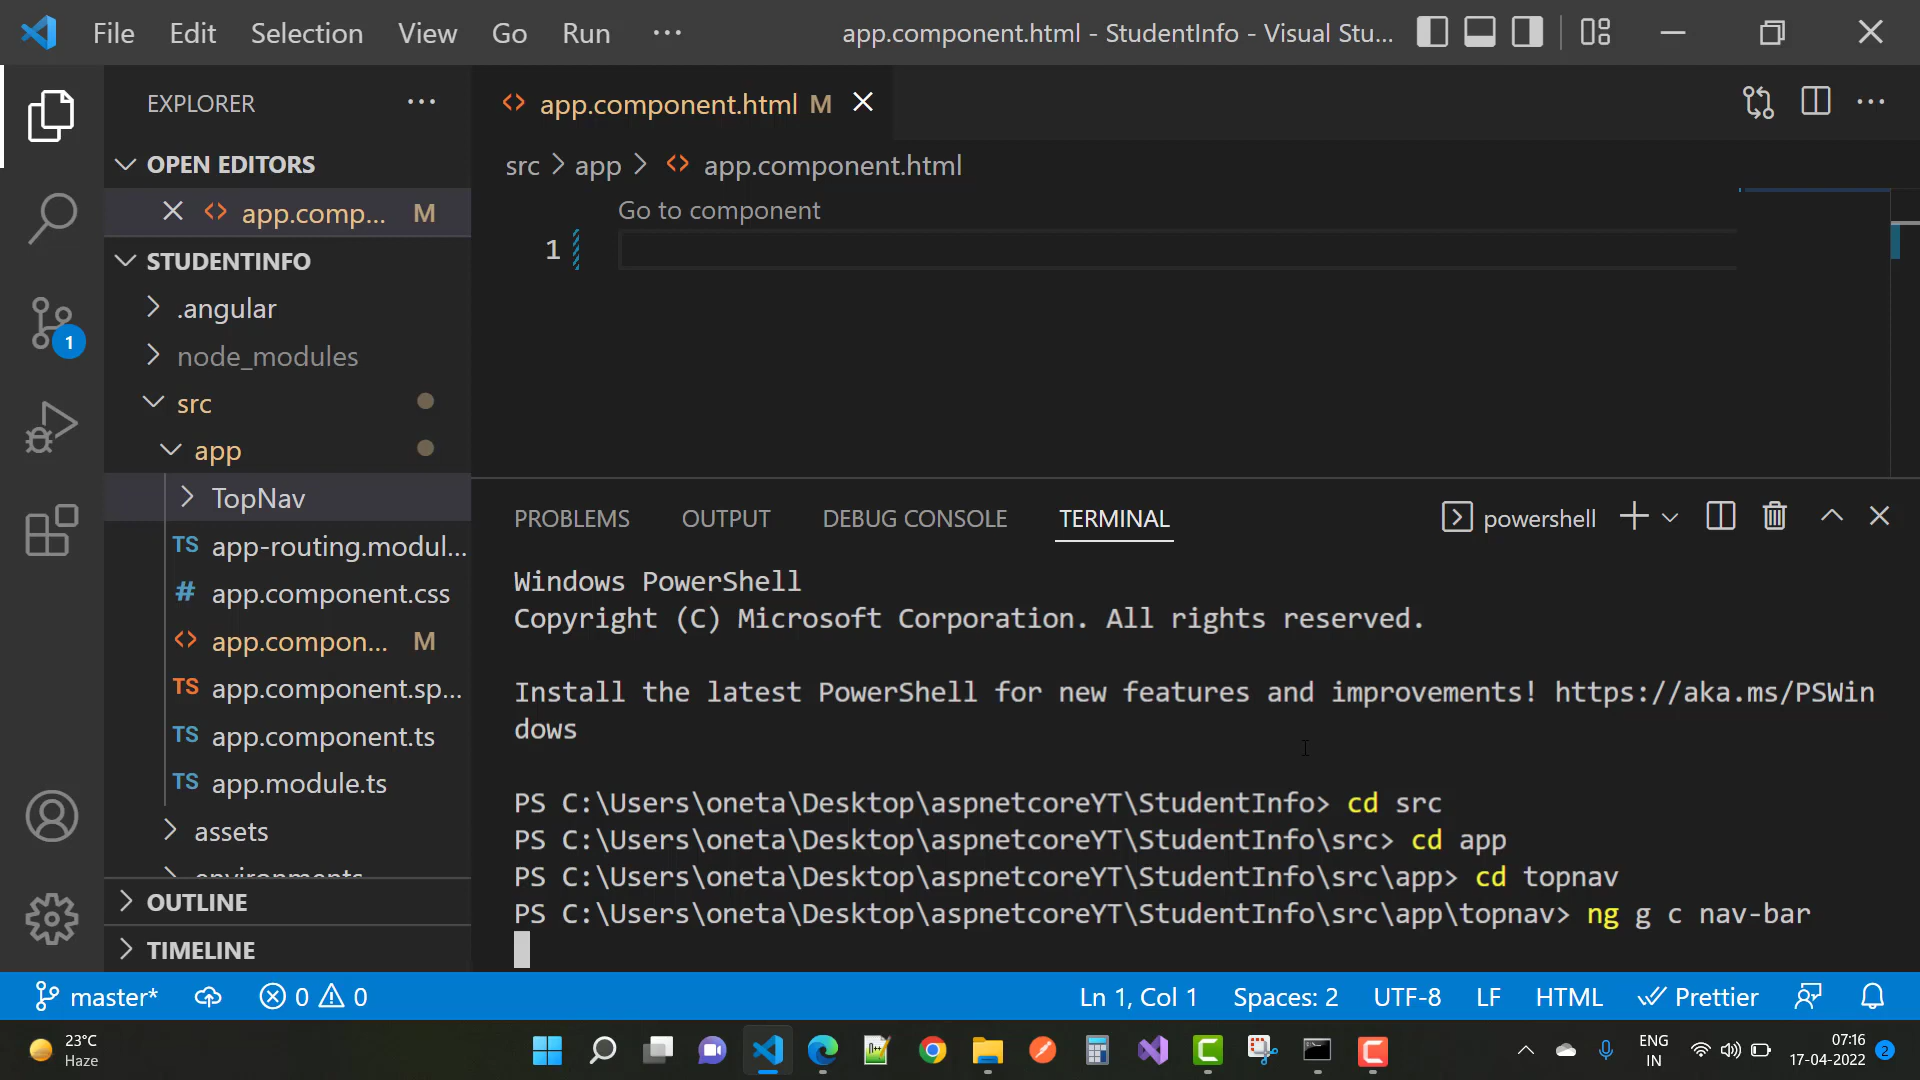 File Edit Selection View Go Run ··· app.component.html - StudentInfo - Visual Stu...
EXPLORER ···
OPEN EDITORS
app.comp... M
STUDENTINFO
.angular
node_modules
src
app
TopNav
TS app-routing.modul...
# app.component.css
<> app.compon... M
TS app.component.sp...
TS app.component.ts
TS app.module.ts
assets
environments
OUTLINE
TIMELINE
1
app.component.html M
src > app > <> app.component.html
Go to component
1
PROBLEMS OUTPUT DEBUG CONSOLE TERMINAL powershell
Windows PowerShell
Copyright (C) Microsoft Corporation. All rights reserved.
Install the latest PowerShell for new features and improvements! https://aka.ms/PSWin
dows
PS C:\Users\oneta\Desktop\aspnetcoreYT\StudentInfo> cd src
PS C:\Users\oneta\Desktop\aspnetcoreYT\StudentInfo\src> cd app
PS C:\Users\oneta\Desktop\aspnetcoreYT\StudentInfo\src\app> cd topnav
PS C:\Users\oneta\Desktop\aspnetcoreYT\StudentInfo\src\app\topnav> ng g c nav-bar
master* 0 0 Ln 1, Col 1 Spaces: 2 UTF-8 LF HTML Prettier
23°C
Haze
ENG
IN
07:16
17-04-2022
2